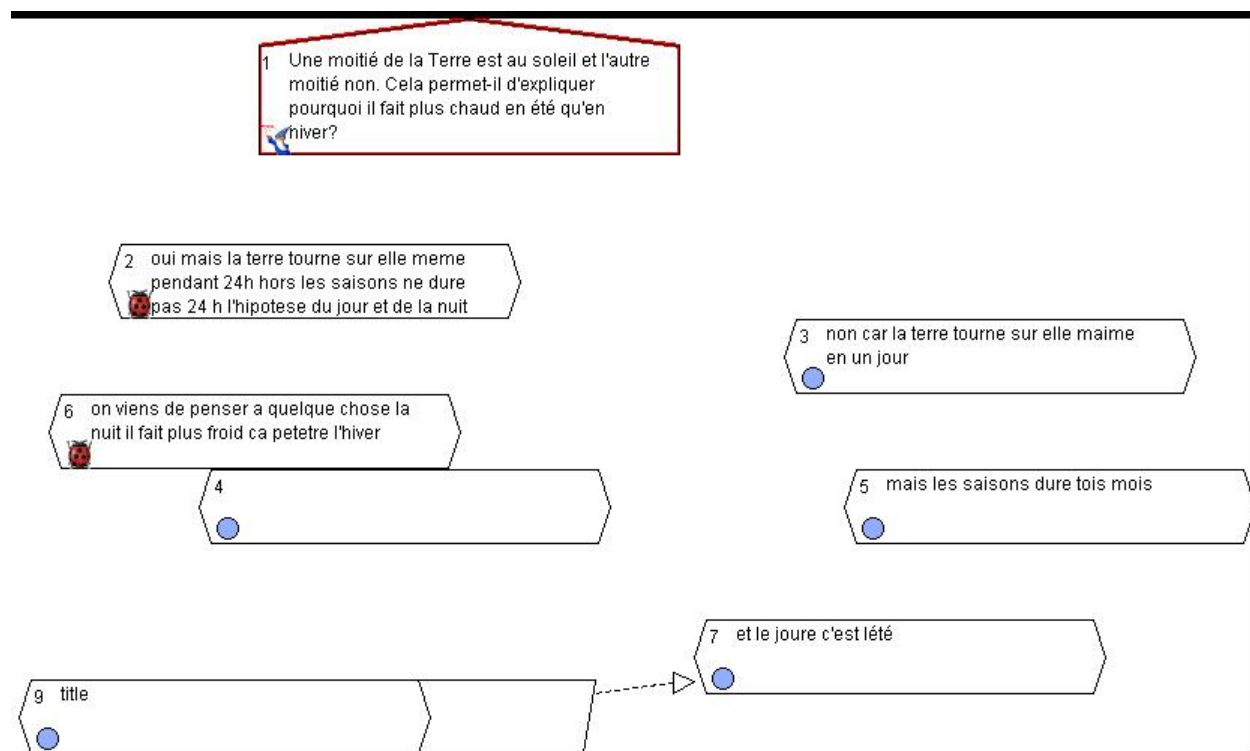 1 Une moitié de la Terre est au soleil et l'autre
moitié non. Cela permet-il d'expliquer
pourquoi il fait plus chaud en été qu'en
hiver?
2 oui mais la terre tourne sur elle meme
pendant 24h hors les saisons ne dure
pas 24 h l'hipotese du jour et de la nuit
3 non car la terre tourne sur elle maime
en un jour
6 on viens de penser a quelque chose la
nuit il fait plus froid ca petetre l'hiver
4
5 mais les saisons dure tois mois
7 et le joure c'est lété
9 title